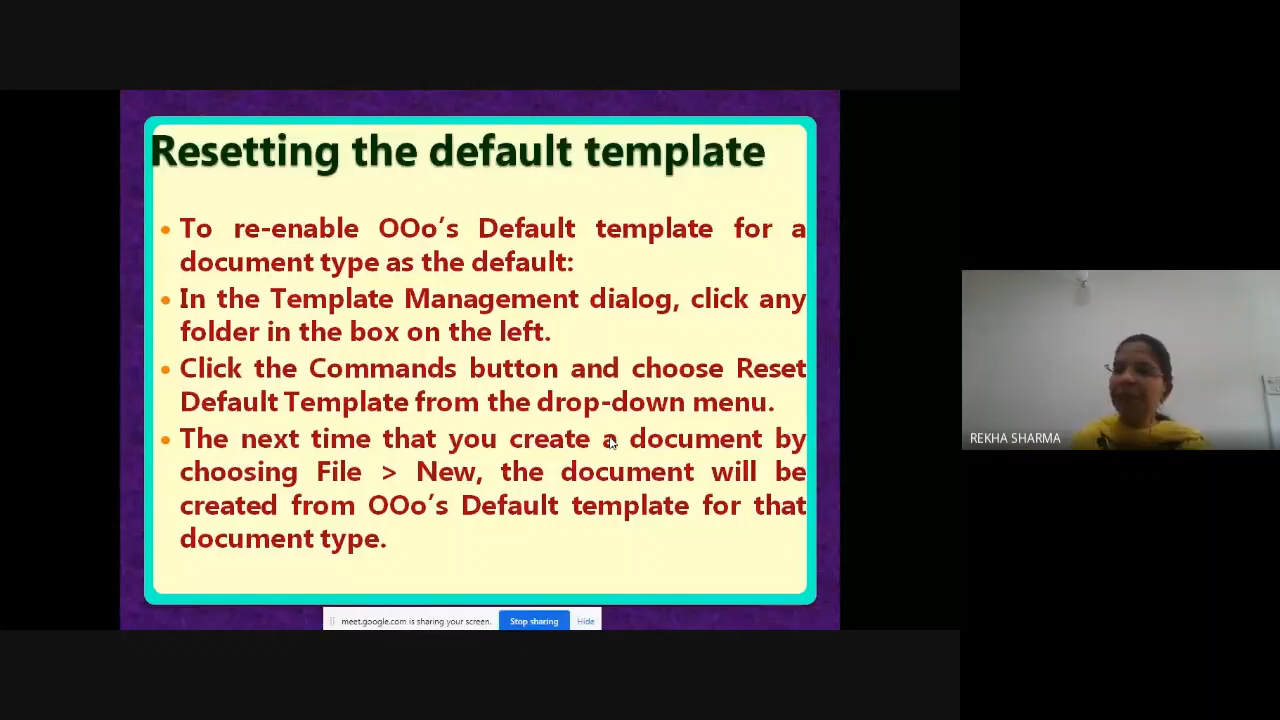 Resetting the default template
• To re-enable OOo's Default template for a
document type as the default:
• In the Template Management dialog, click any
folder in the box on the left.
• Click the Commands button and choose Reset
Default Template from the drop-down menu.
• The next time that you create a document by
choosing File > New, the document will be
created from OOo's Default template for that
document type.
meet.google.com is sharing your screen. Stop sharing Hide
REKHA SHARMA